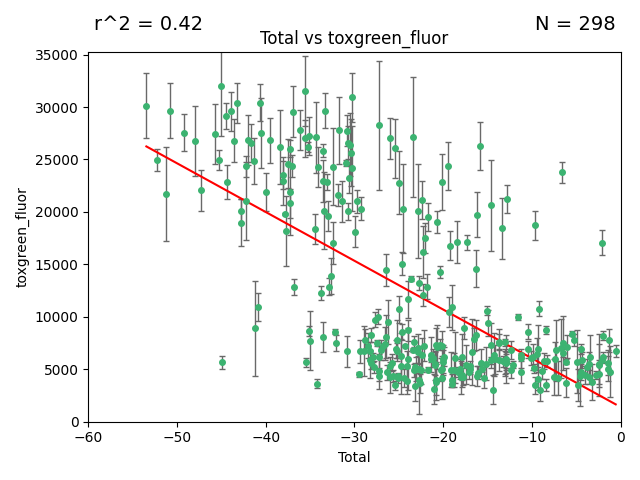 r^2 = 0.42 N = 298
Total vs toxgreen_fluor
35000
30000
25000
20000
15000
10000
5000
0
toxgreen_fluor
−60 −50 −40 −30 −20 −10 0
Total